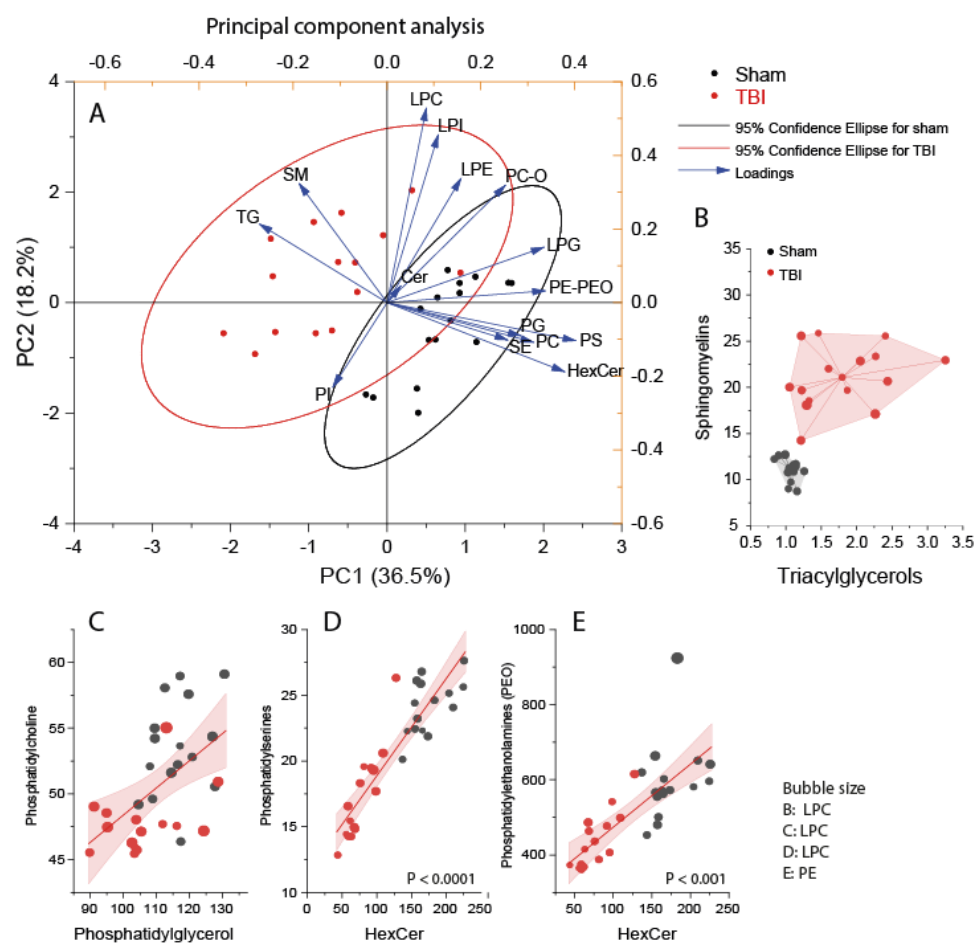 Principal component analysis
-0.6 -0.4 -0.2 0.0 0.2 0.4 0.6
Sham
TBI
95% Confidence Ellipse for sham
95% Confidence Ellipse for TBI
Loadings
A
PC2 (18.2%)
4
2
0
-2
-4
0.6
0.4
0.2
0.0
-0.2
-0.4
-0.6
LPC
LPI
LPE
PC-O
SM
TG
LPG
Cer
PE-PEO
PG
PC
PS
SE
HexCer
PI
-4 -3 -2 -1 0 1 2 3
PC1 (36.5%)
B
Sham
TBI
Sphingomyelins
35
30
25
20
15
10
5
0.5 1.0 1.5 2.0 2.5 3.0 3.5
Triacylglycerols
C
Phosphatidylcholine
60
55
50
45
90 100 110 120 130
Phosphatidylglycerol
D
Phosphatidylserines
30
25
20
15
10
P < 0.0001
0 50 100 150 200 250
HexCer
E
Phosphatidylethanolamines (PEO)
1000
800
600
400
P < 0.001
50 100 150 200 250
HexCer
Bubble size
B: LPC
C: LPC
D: LPC
E: PE